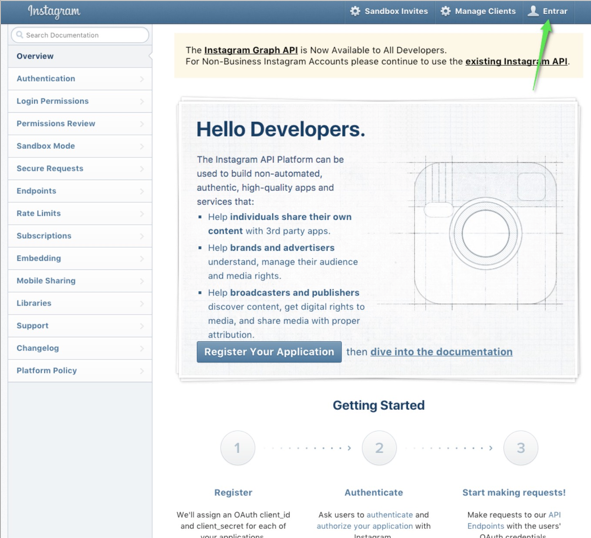 Instagram
Sandbox Invites
Manage Clients
Entrar
Search Documentation
Overview
Authentication
Login Permissions
Permissions Review
Sandbox Mode
Secure Requests
Endpoints
Rate Limits
Subscriptions
Embedding
Mobile Sharing
Libraries
Support
Changelog
Platform Policy
The Instagram Graph API is Now Available to All Developers.
For Non-Business Instagram Accounts please continue to use the existing Instagram API.
Hello Developers.
The Instagram API Platform can be
used to build non-automated,
authentic, high-quality apps and
services that:
Help individuals share their own
content with 3rd party apps.
Help brands and advertisers
understand, manage their audience
and media rights.
Help broadcasters and publishers
discover content, get digital rights to
media, and share media with proper
attribution.
Register Your Application then dive into the documentation
Getting Started
1
2
3
Register
We'll assign an OAuth client_id
and client_secret for each of
your applications
Authenticate
Ask users to authenticate and
authorize your application with
Instagram
Start making requests!
Make requests to our API
Endpoints with the users'
OAuth credentials